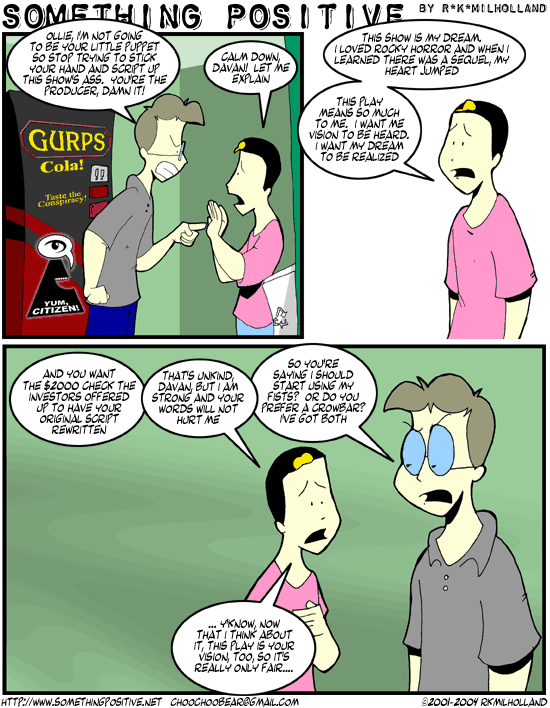 SOMETHING POSITIVE BY R*K*MILHOLLAND
OLLIE, I'M NOT GOING
TO BE YOUR LITTLE PUPPET
SO STOP TRYING TO STICK
YOUR HAND AND SCRIPT UP
THIS SHOW'S ASS. YOU'RE THE
PRODUCER, DAMN IT!
CALM DOWN,
DAVAN! LET ME
EXPLAIN
GURPS
Cola!
Taste the
Conspiracy!
YUM,
CITIZEN!
THIS SHOW IS MY DREAM.
I LOVED ROCKY HORROR AND WHEN I
LEARNED THERE WAS A SEQUEL, MY
HEART JUMPED
THIS PLAY
MEANS SO MUCH
TO ME. I WANT ME
VISION TO BE HEARD.
I WANT MY DREAM
TO BE REALIZED
AND YOU WANT
THE $2000 CHECK THE
INVESTORS OFFERED
UP TO HAVE YOUR
ORIGINAL SCRIPT
REWRITTEN
THAT'S UNKIND,
DAVAN, BUT I AM
STRONG AND YOUR
WORDS WILL NOT
HURT ME
SO YOU'RE
SAYING I SHOULD
START USING MY
FISTS? OR DO YOU
PREFER A CROWBAR?
I'VE GOT BOTH
... Y'KNOW, NOW
THAT I THINK ABOUT
IT, THIS PLAY IS YOUR
VISION, TOO, SO IT'S
REALLY ONLY FAIR....
HTTP://WWW.SOMETHINGPOSITIVE.NET CHOOCHOOBEAR@GMAIL.COM ©2001-2004 RKMILHOLLAND